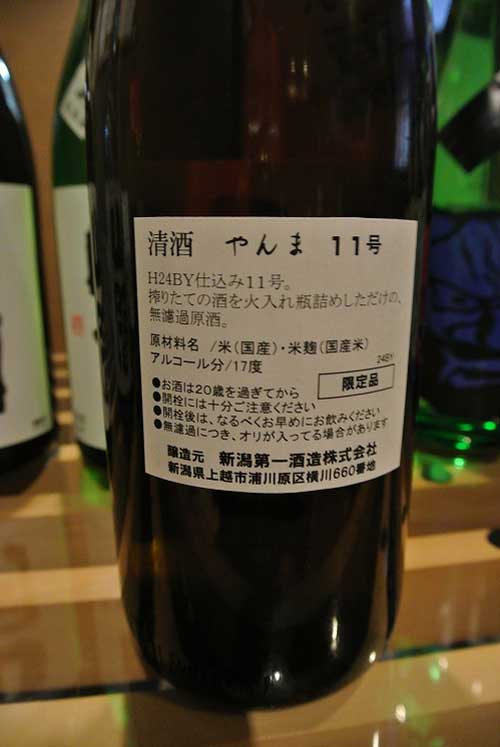 清酒 やんま 11号
H24BY仕込み11号。
搾りたての酒を火入れ瓶詰めしただけの、
無濾過原酒。
原材料名 /米(国産)・米麹(国産米)
アルコール分/17度
24BY
限定品
●お酒は20歳を過ぎてから
●開栓には十分ご注意ください
●開栓後は、なるべくお早めにお飲みください
●無濾過につき、オリが入ってる場合があります
醸造元 新潟第一酒造株式会社
新潟県上越市浦川原区横川660番地